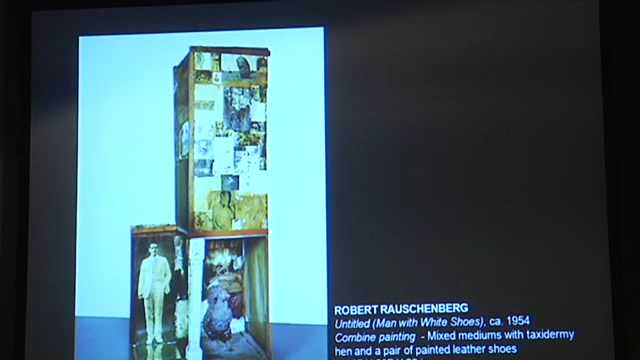 ROBERT RAUSCHENBERG
Untitled (Man with White Shoes), ca. 1954
Combine painting - Mixed mediums with taxidermy
hen and a pair of painted leather shoes